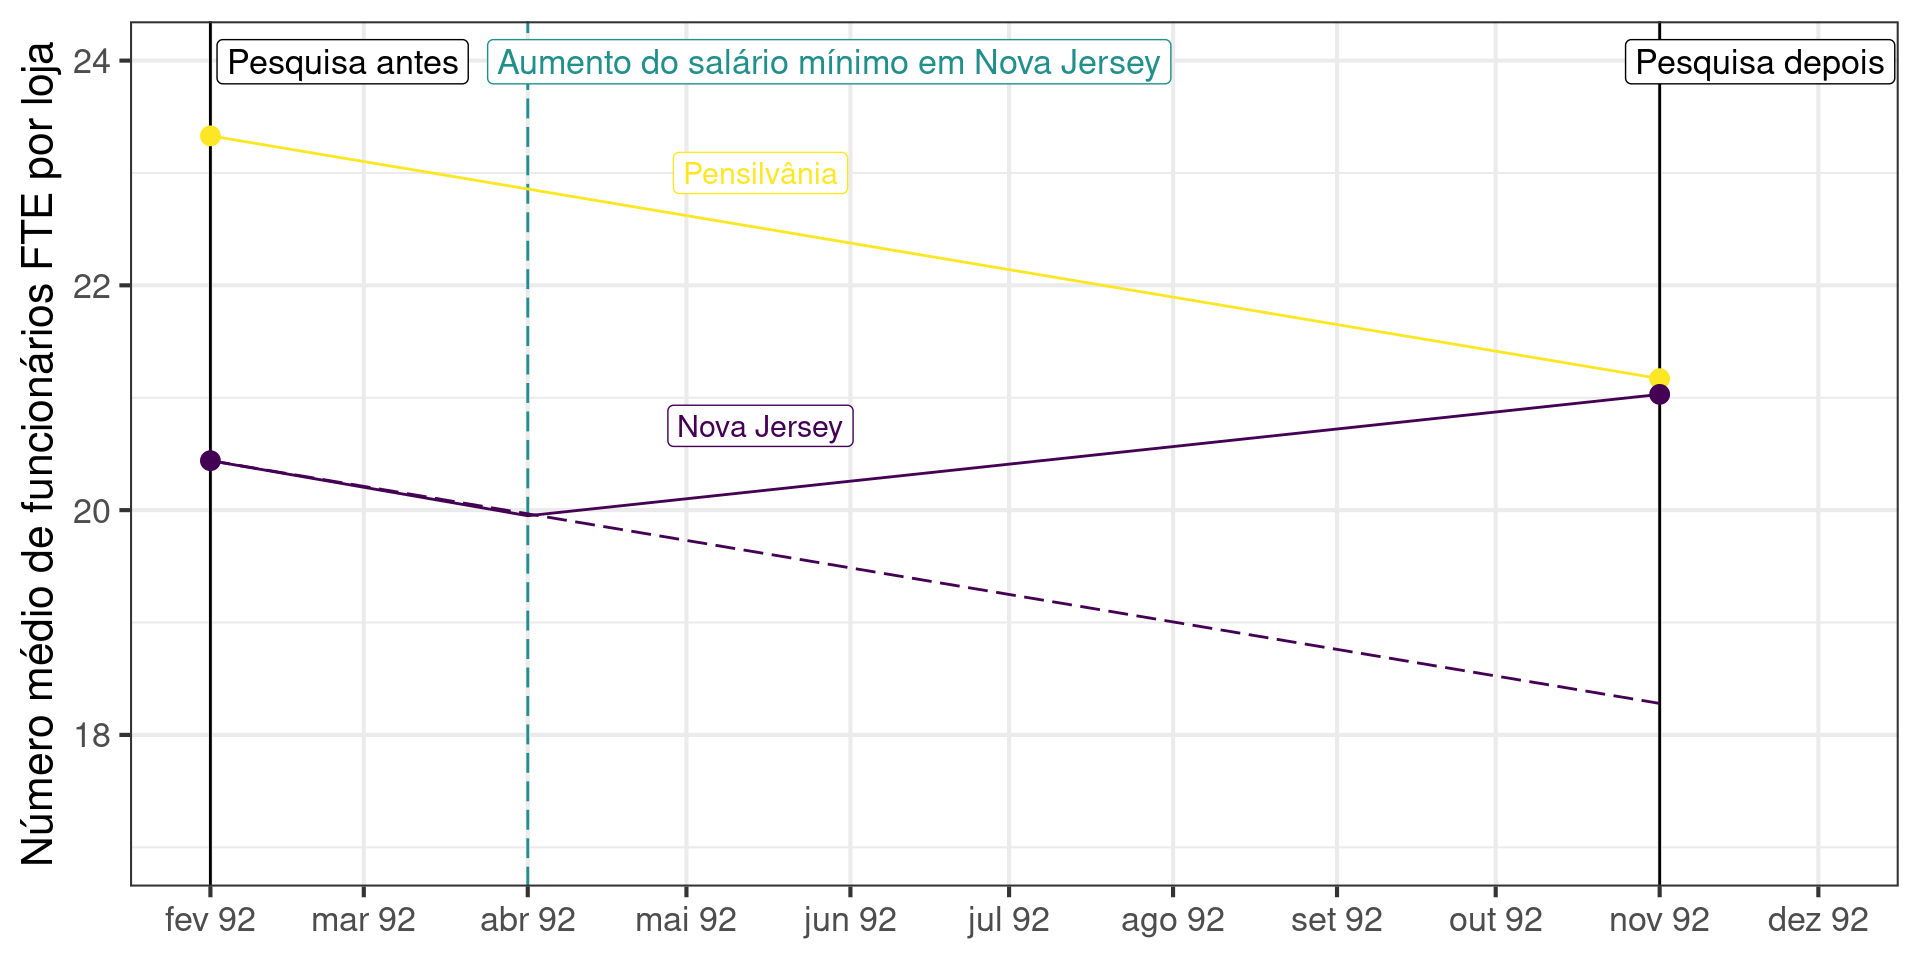 Número médio de funcionários FTE por loja
24
22
20
18
Pesquisa antes
Aumento do salário mínimo em Nova Jersey
Pesquisa depois
Pensilvânia
Nova Jersey
fev 92
mar 92
abr 92
mai 92
jun 92
jul 92
ago 92
set 92
out 92
nov 92
dez 92